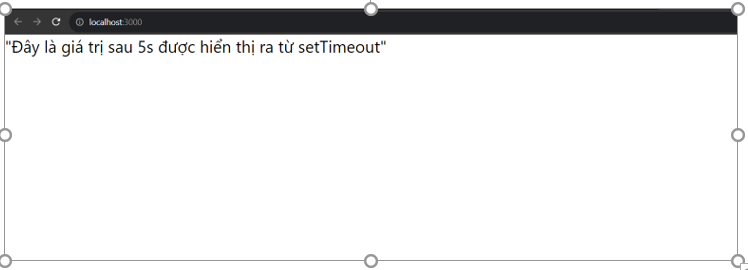 localhost:3000
"Đây là giá trị sau 5s được hiển thị ra từ setTimeout"